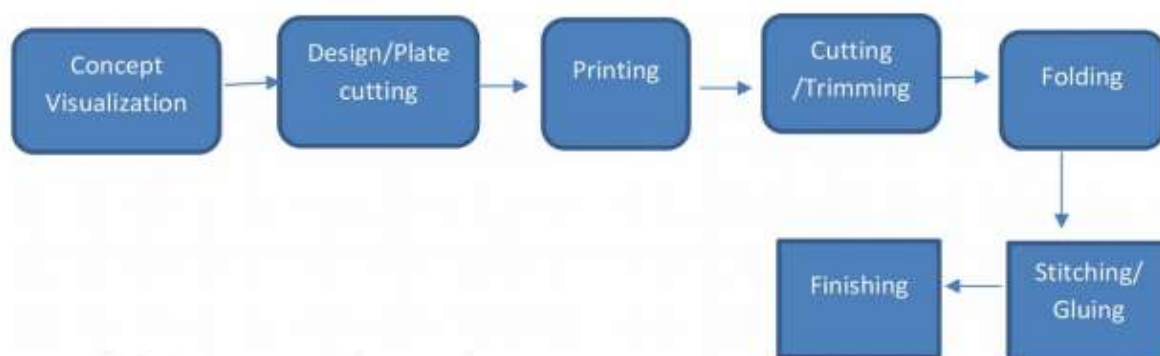 Concept
Visualization
Design/Plate
cutting
Printing
Cutting
/Trimming
Folding
Stitching/
Gluing
Finishing